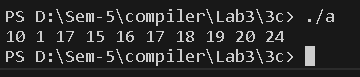 PS D:\Sem-5\compiler\Lab3\3c> ./a
10 1 17 15 16 17 18 19 20 24
PS D:\Sem-5\compiler\Lab3\3c>